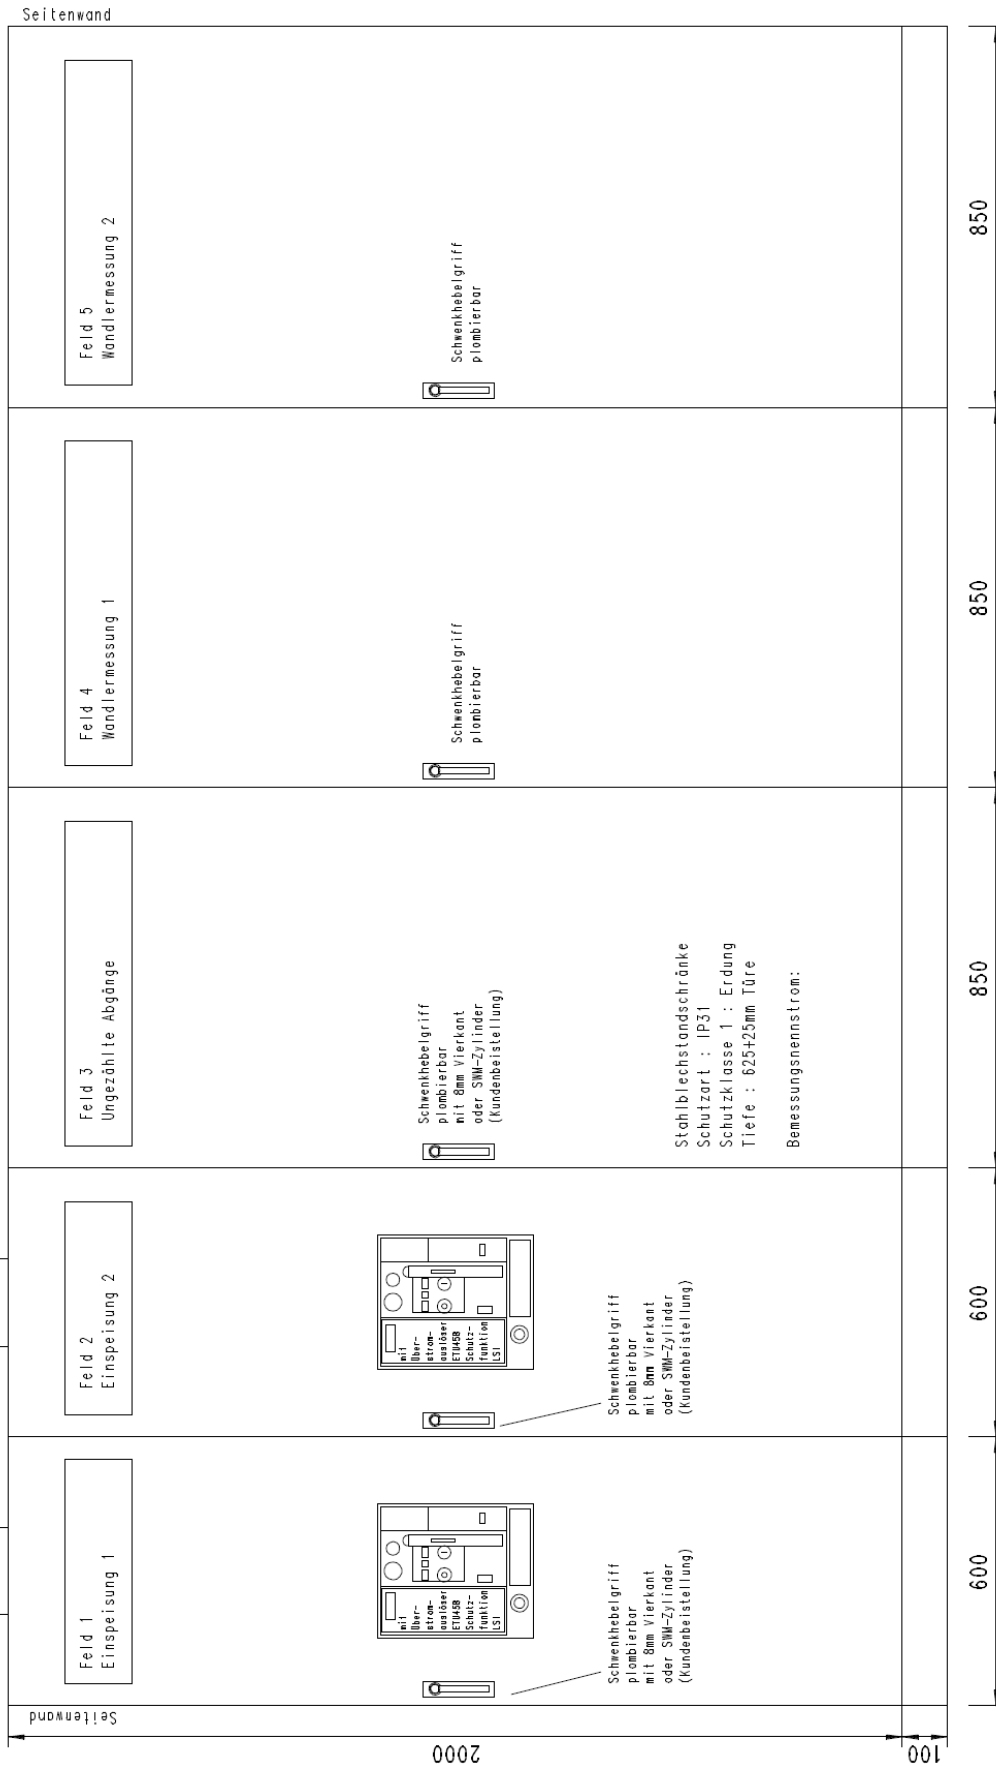 Seitenwand
Feld 1
Einspeisung 1
mit
Über-
strom-
auslöser
ETU45B
Schutz-
funktion
LSI
Schwenkhebelgriff
plombierbar
mit 8mm Vierkant
oder SWM-Zylinder
(Kundenbeistellung)
Feld 2
Einspeisung 2
mit
Über-
strom-
auslöser
ETU45B
Schutz-
funktion
LSI
Schwenkhebelgriff
plombierbar
mit 8mm Vierkant
oder SWM-Zylinder
(Kundenbeistellung)
Feld 3
Ungezählte Abgänge
Schwenkhebelgriff
plombierbar
mit 8mm Vierkant
oder SWM-Zylinder
(Kundenbeistellung)
Stahlblechstandschränke
Schutzart : IP31
Schutzklasse 1 : Erdung
Tiefe : 625+25mm Türe
Bemessungsnennstrom:
Feld 4
Wandlermessung 1
Schwenkhebelgriff
plombierbar
Feld 5
Wandlermessung 2
Schwenkhebelgriff
plombierbar
Seitenwand
2000
100
600
600
850
850
850